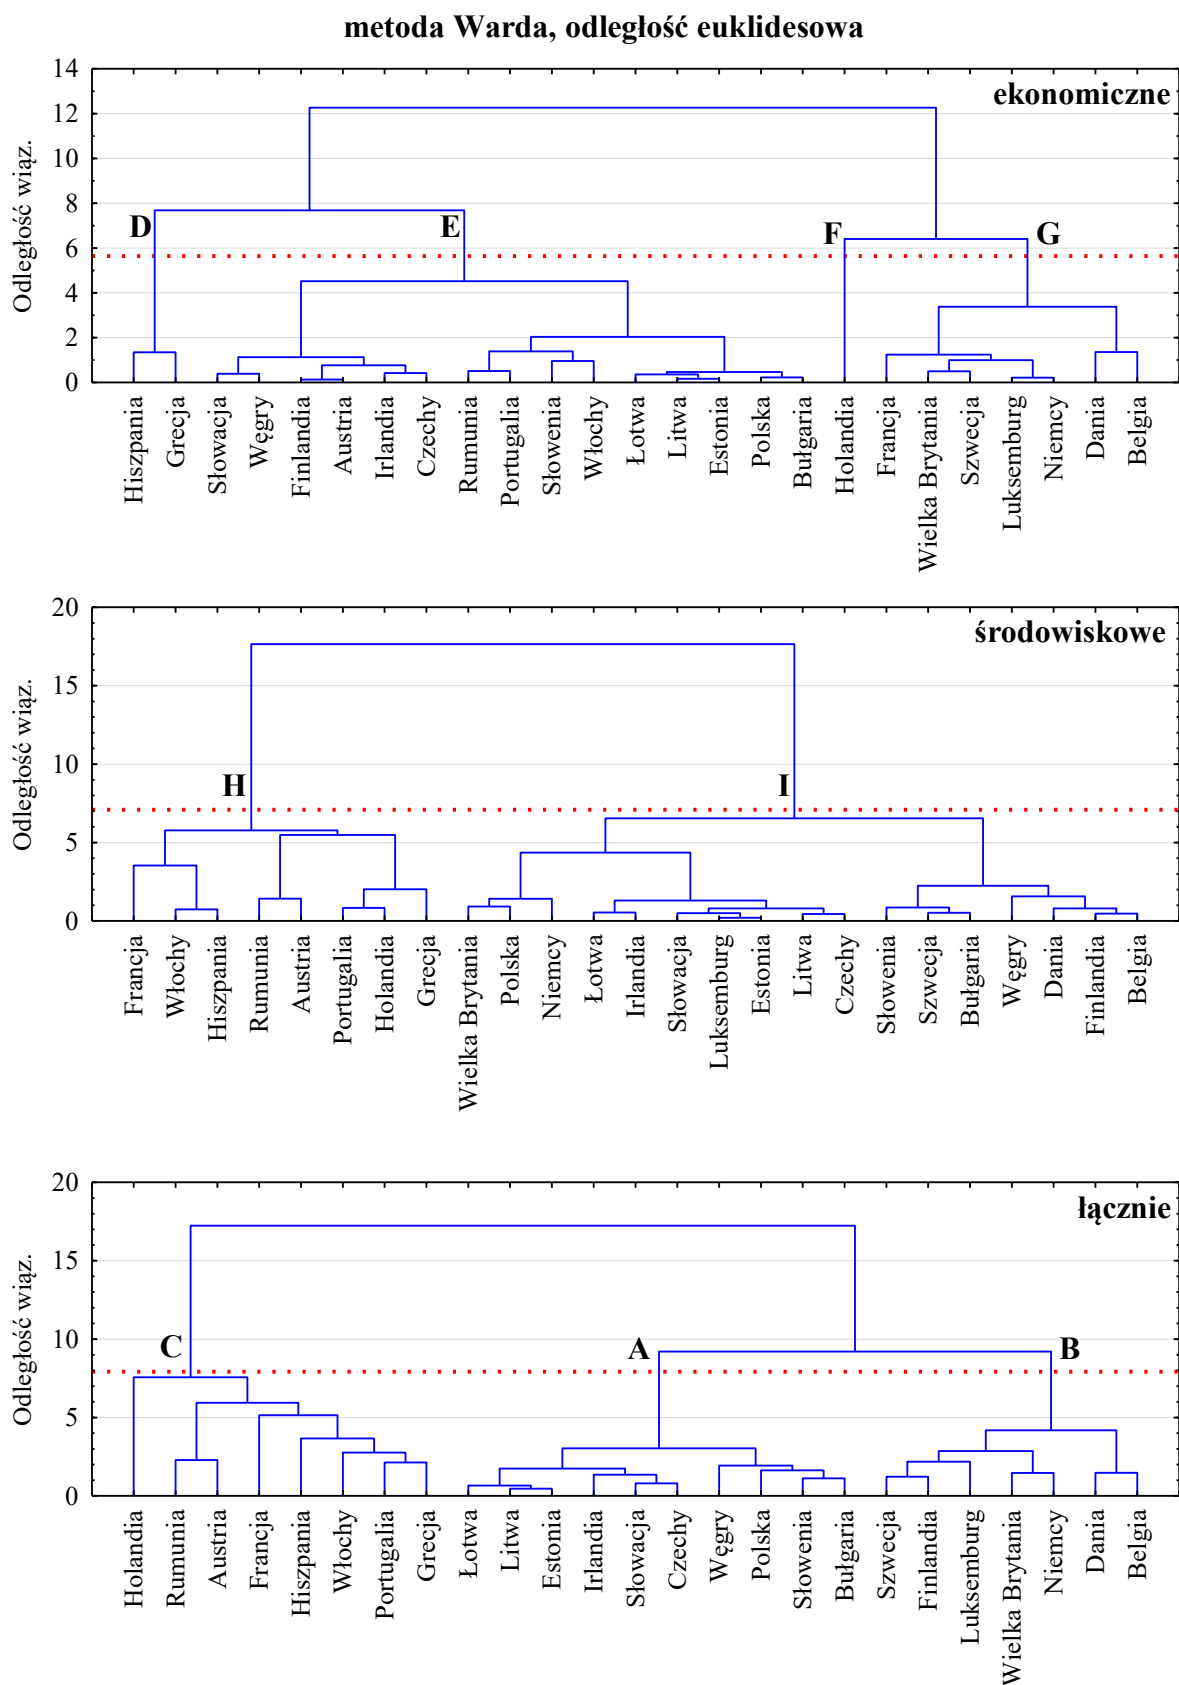 metoda Warda, odległość euklidesowa
ekonomiczne
Odległość wiąz.
14
12
10
8
6
4
2
0
D
E
F
G
Hiszpania
Grecja
Słowacja
Węgry
Finlandia
Austria
Irlandia
Czechy
Rumunia
Portugalia
Słowenia
Włochy
Łotwa
Litwa
Estonia
Polska
Bułgaria
Holandia
Francja
Wielka Brytania
Szwecja
Luksemburg
Niemcy
Dania
Belgia
środowiskowe
Odległość wiąz.
20
15
10
5
0
H
I
Francja
Włochy
Hiszpania
Rumunia
Austria
Portugalia
Holandia
Grecja
Wielka Brytania
Polska
Niemcy
Łotwa
Irlandia
Słowacja
Luksemburg
Estonia
Litwa
Czechy
Słowenia
Szwecja
Bułgaria
Węgry
Dania
Finlandia
Belgia
łącznie
Odległość wiąz.
20
15
10
5
0
C
A
B
Holandia
Rumunia
Austria
Francja
Hiszpania
Włochy
Portugalia
Grecja
Łotwa
Litwa
Estonia
Irlandia
Słowacja
Czechy
Węgry
Polska
Słowenia
Bułgaria
Szwecja
Finlandia
Luksemburg
Wielka Brytania
Niemcy
Dania
Belgia